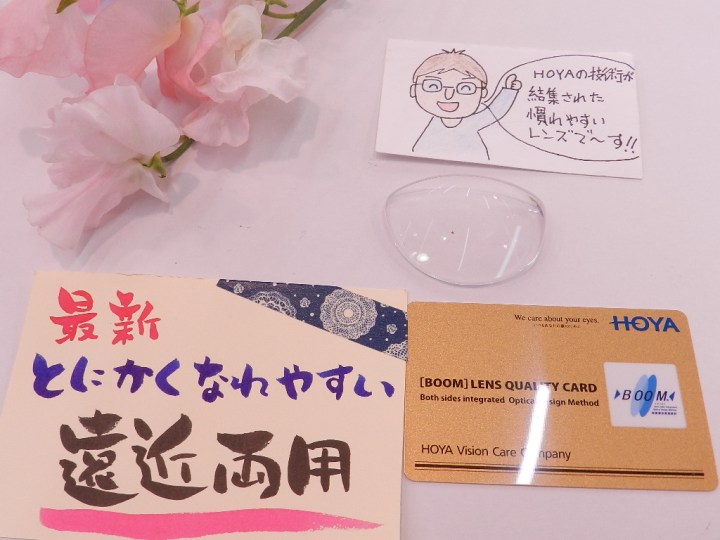 HOYAの技術が
結集された
慣れやすい
レンズで〜す!!
最新
とにかくなれやすい
遠近両用
We care about your eyes.
HOYA
[BOOM] LENS QUALITY CARD
Both sides integrated Optical Design Method
BOOM
HOYA Vision Care Company